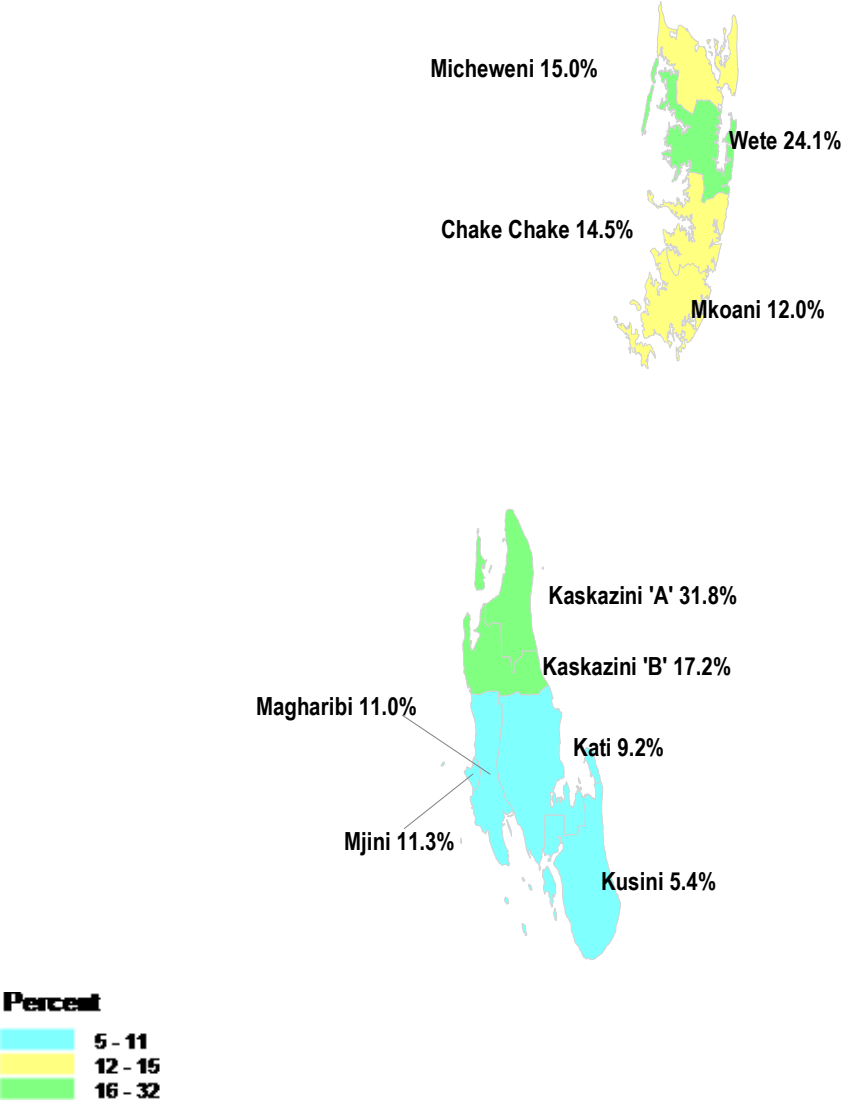 Micheweni 15.0%
Wete 24.1%
Chake Chake 14.5%
Mkoani 12.0%
Kaskazini 'A' 31.8%
Kaskazini 'B' 17.2%
Magharibi 11.0%
Kati 9.2%
Mjini 11.3%
Kusini 5.4%
Percent
5 - 11
12 - 15
16 - 32